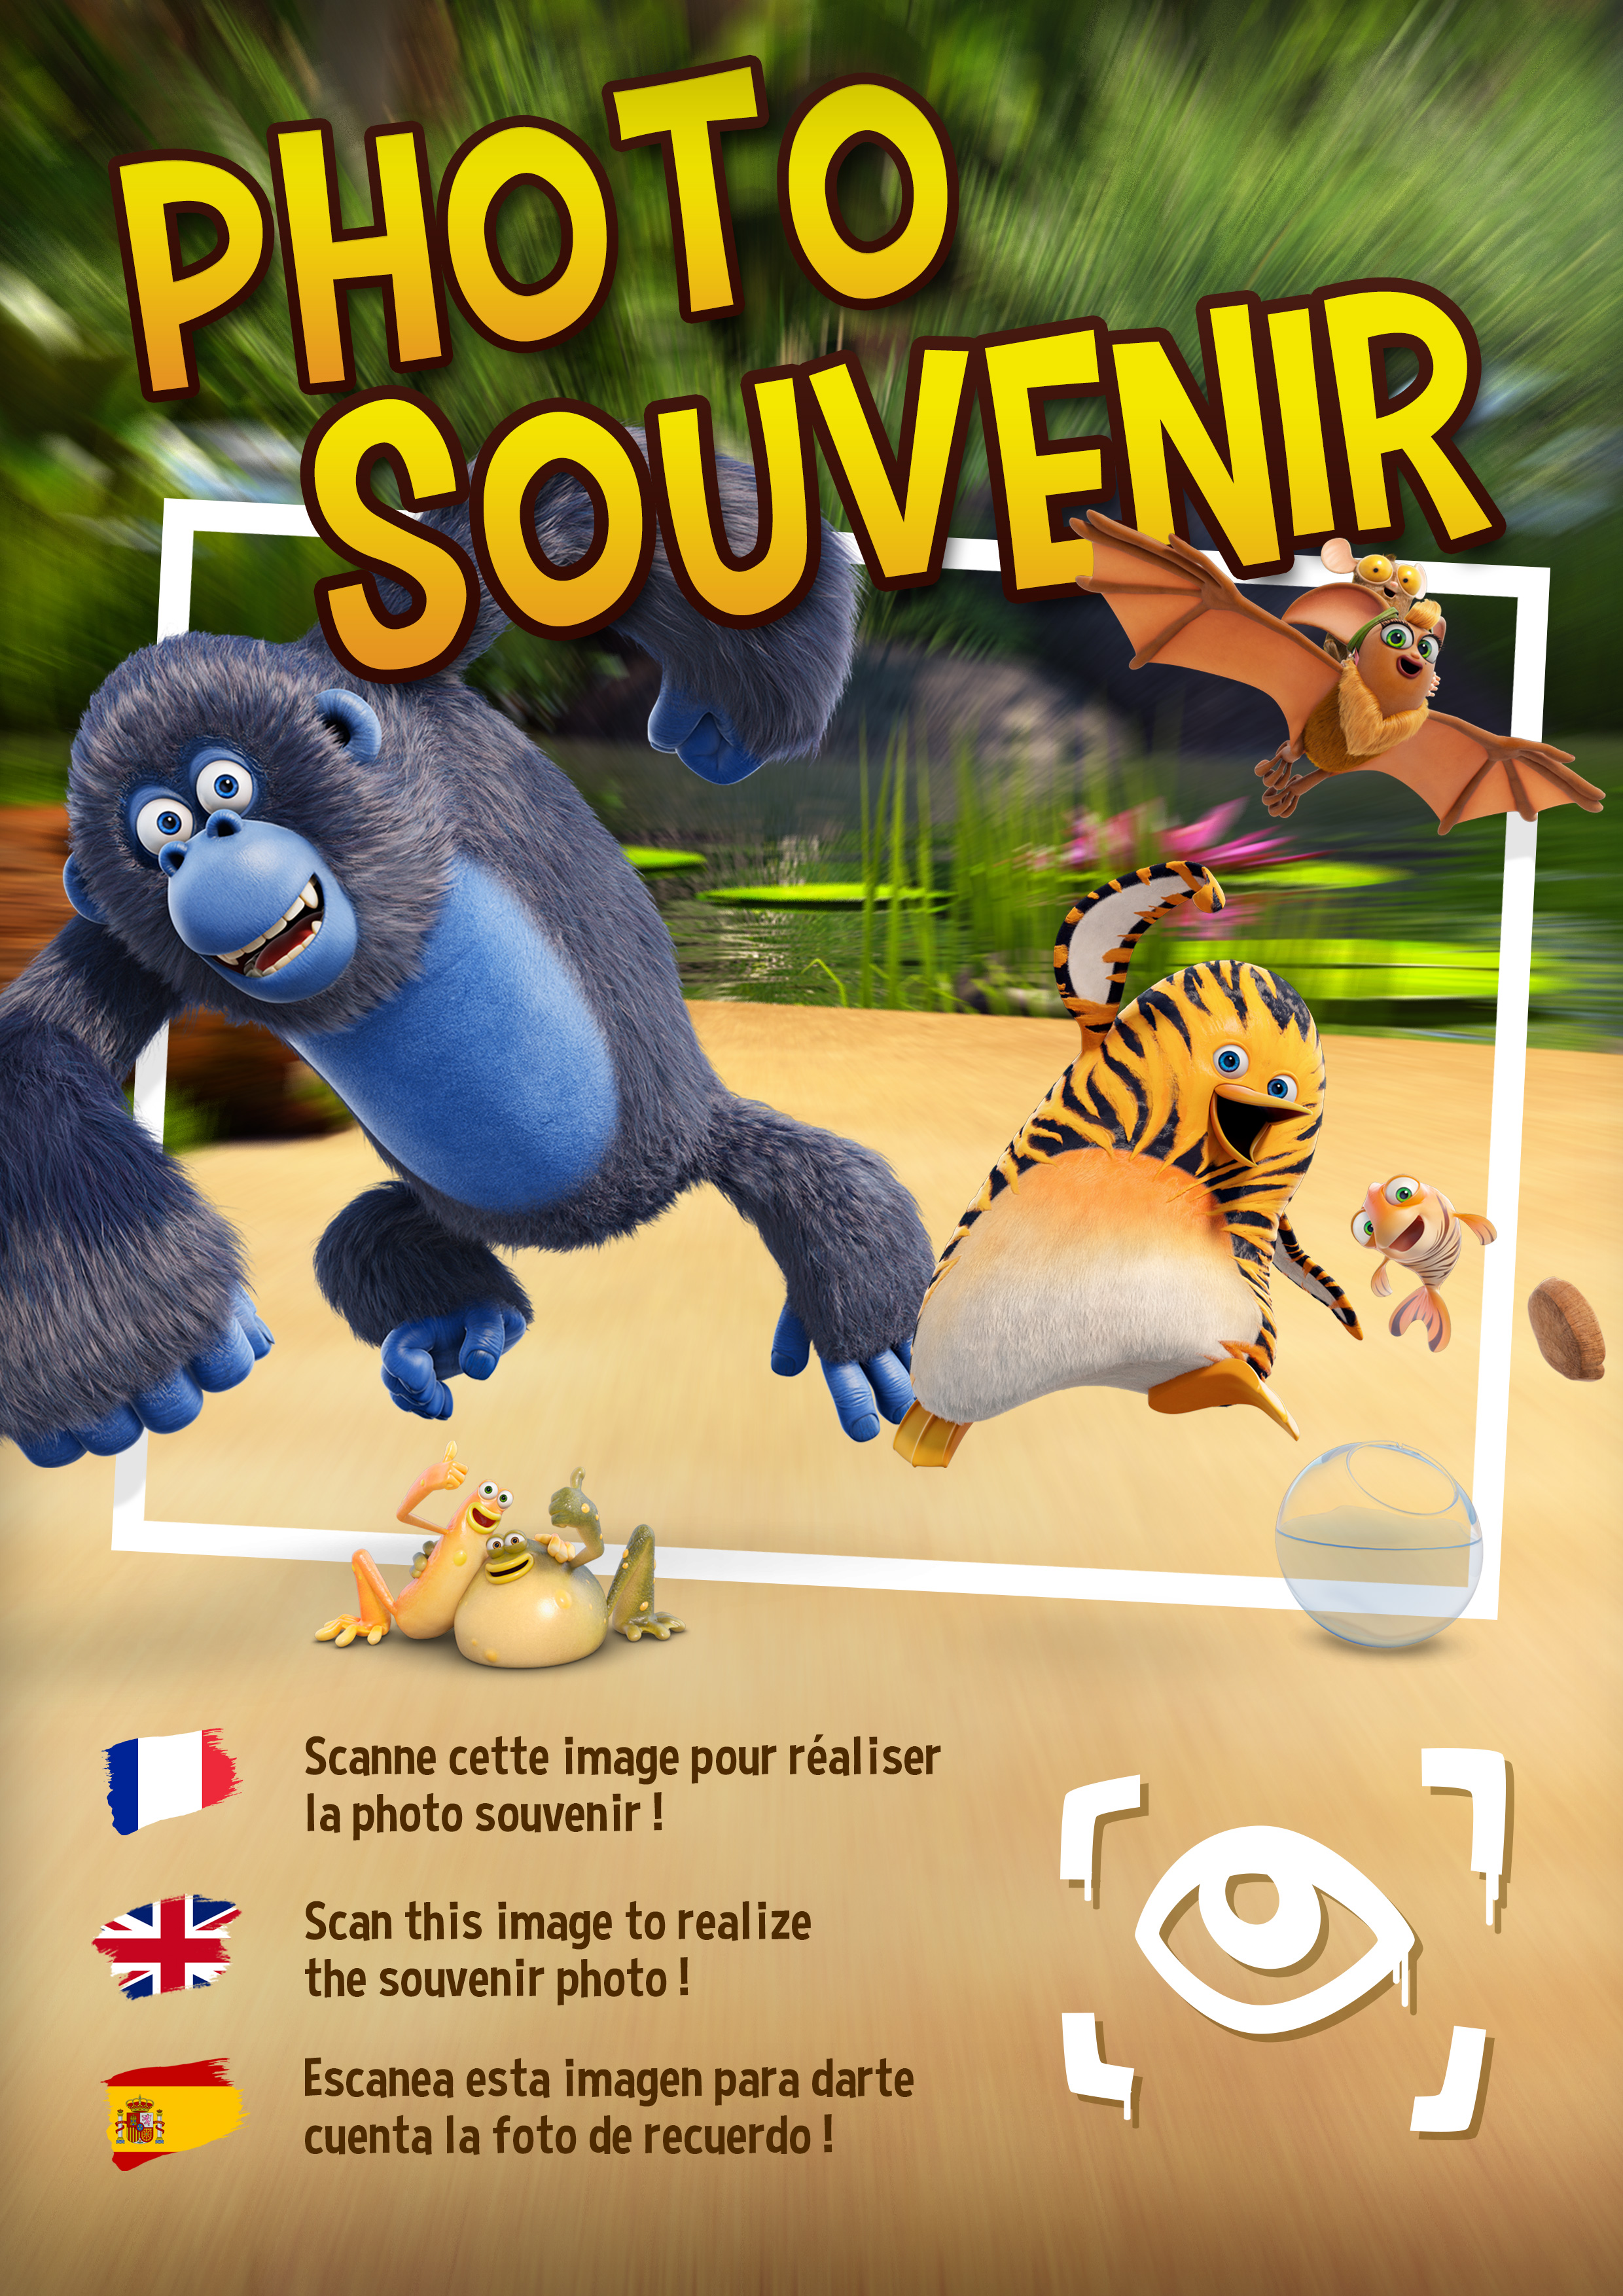 PHOTO
SOUVENIR
Scanne cette image pour réaliser
la photo souvenir !
Scan this image to realize
the souvenir photo !
Escanea esta imagen para darte
cuenta la foto de recuerdo !